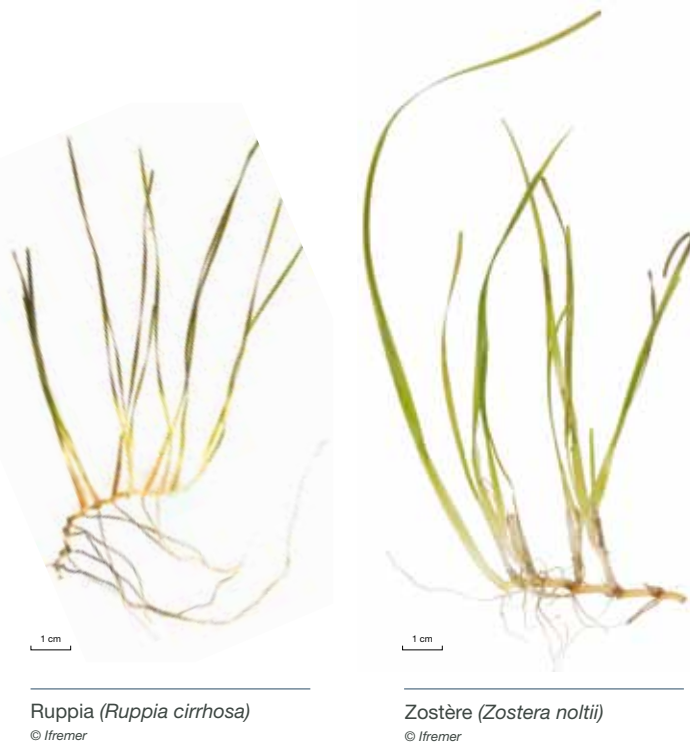 1 cm
1 cm
Ruppia (Ruppia cirrhosa)
© Ifremer
Zostère (Zostera noltii)
© Ifremer